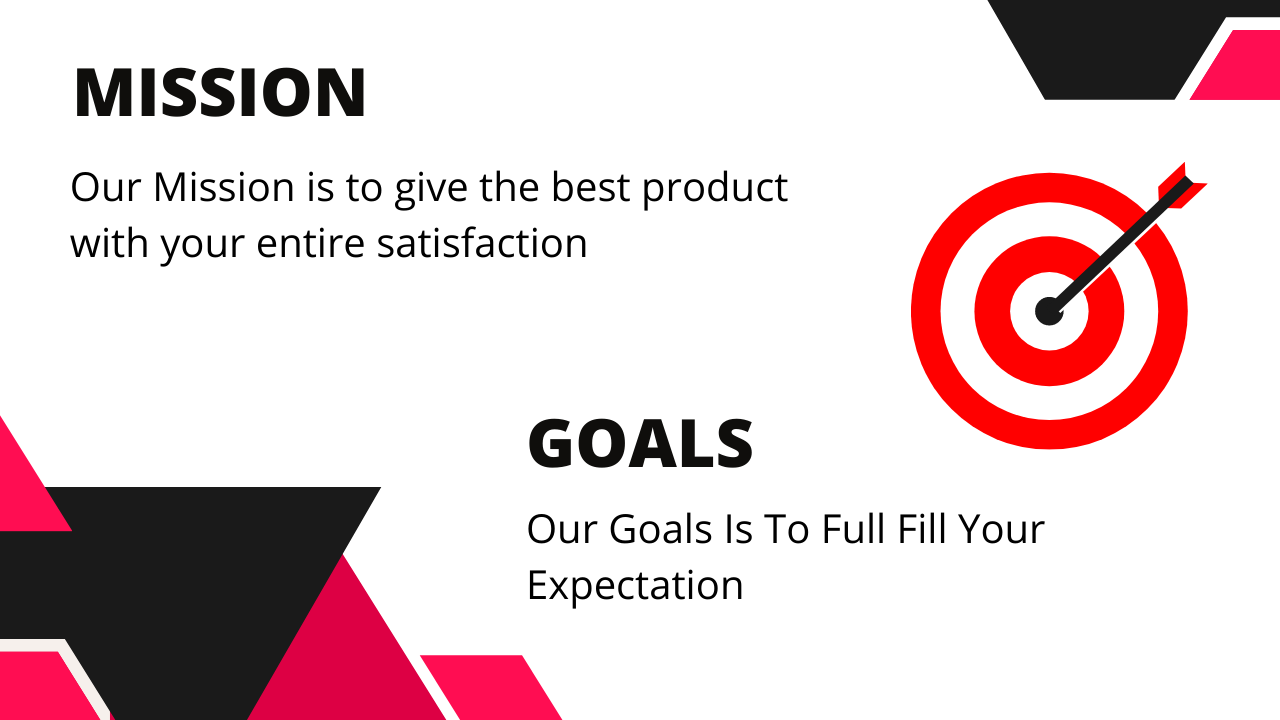 MISSION
Our Mission is to give the best product
with your entire satisfaction
GOALS
Our Goals Is To Full Fill Your
Expectation